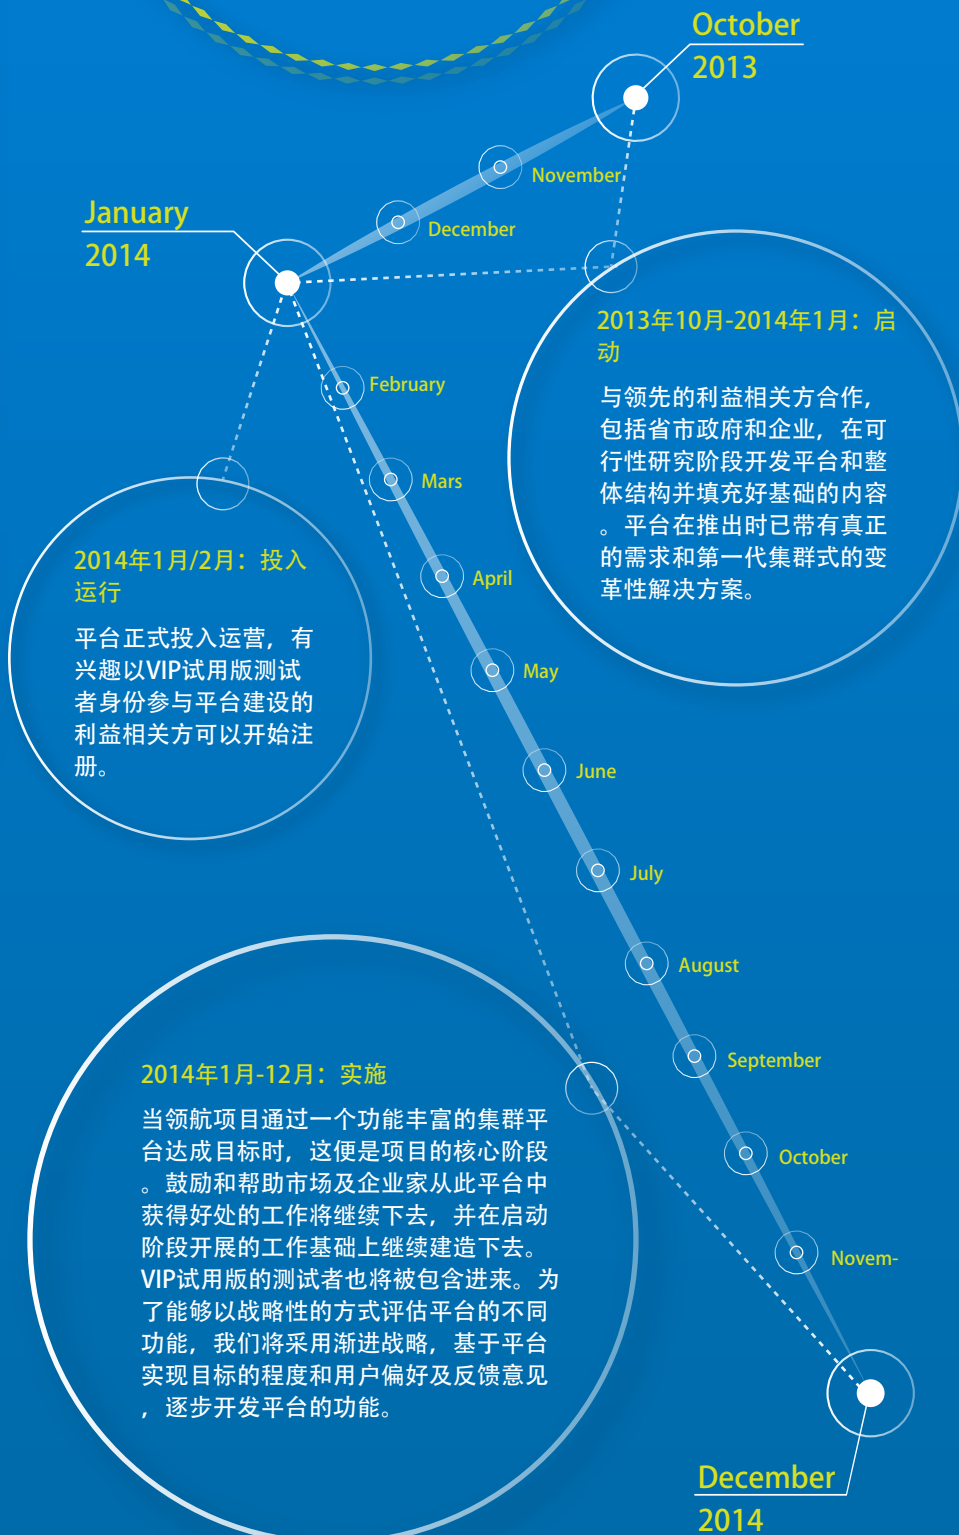 October
2013
November
December
January
2014
2013年10月-2014年1月：启
动
与领先的利益相关方合作,
包括省市政府和企业，在可
行性研究阶段开发平台和整
体结构并填充好基础的内容
。平台在推出时已带有真正
的需求和第一代集群式的变
革性解决方案。
February
Mars
April
May
June
July
August
September
October
Novem-
2014年1月/2月：投入
运行
平台正式投入运营，有
兴趣以VIP试用版测试
者身份参与平台建设的
利益相关方可以开始注
册。
2014年1月-12月：实施
当领航项目通过一个功能丰富的集群平
台达成目标时，这便是项目的核心阶段
。鼓励和帮助市场及企业家从此平台中
获得好处的工作将继续下去，并在启动
阶段开展的工作基础上继续建造下去。
VIP试用版的测试者也将被包含进来。为
了能够以战略性的方式评估平台的不同
功能，我们将采用渐进战略，基于平台
实现目标的程度和用户偏好及反馈意见
，逐步开发平台的功能。
December
2014